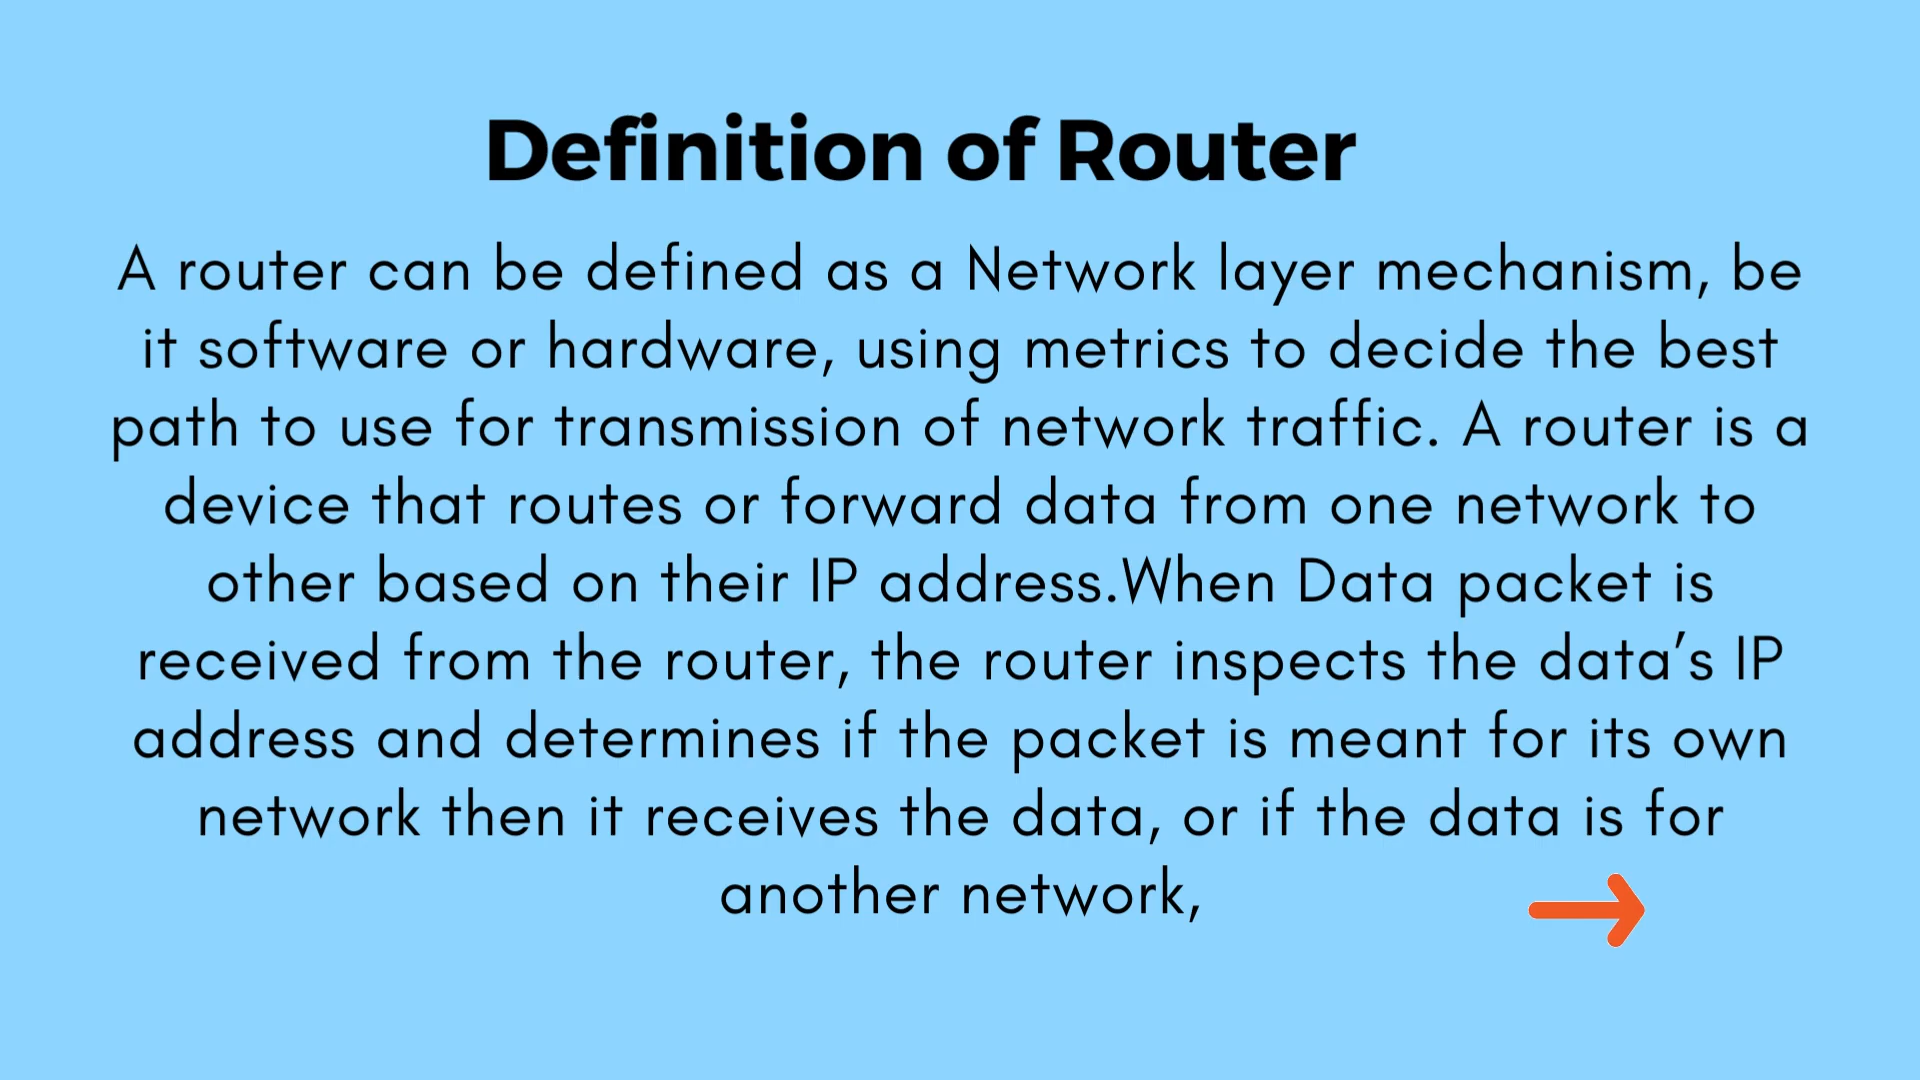 Definition of Router
A router can be defined as a Network layer mechanism, be
it software or hardware, using metrics to decide the best
path to use for transmission of network traffic. A router is a
device that routes or forward data from one network to
other based on their IP address.When Data packet is
received from the router, the router inspects the data’s IP
address and determines if the packet is meant for its own
network then it receives the data, or if the data is for
another network,